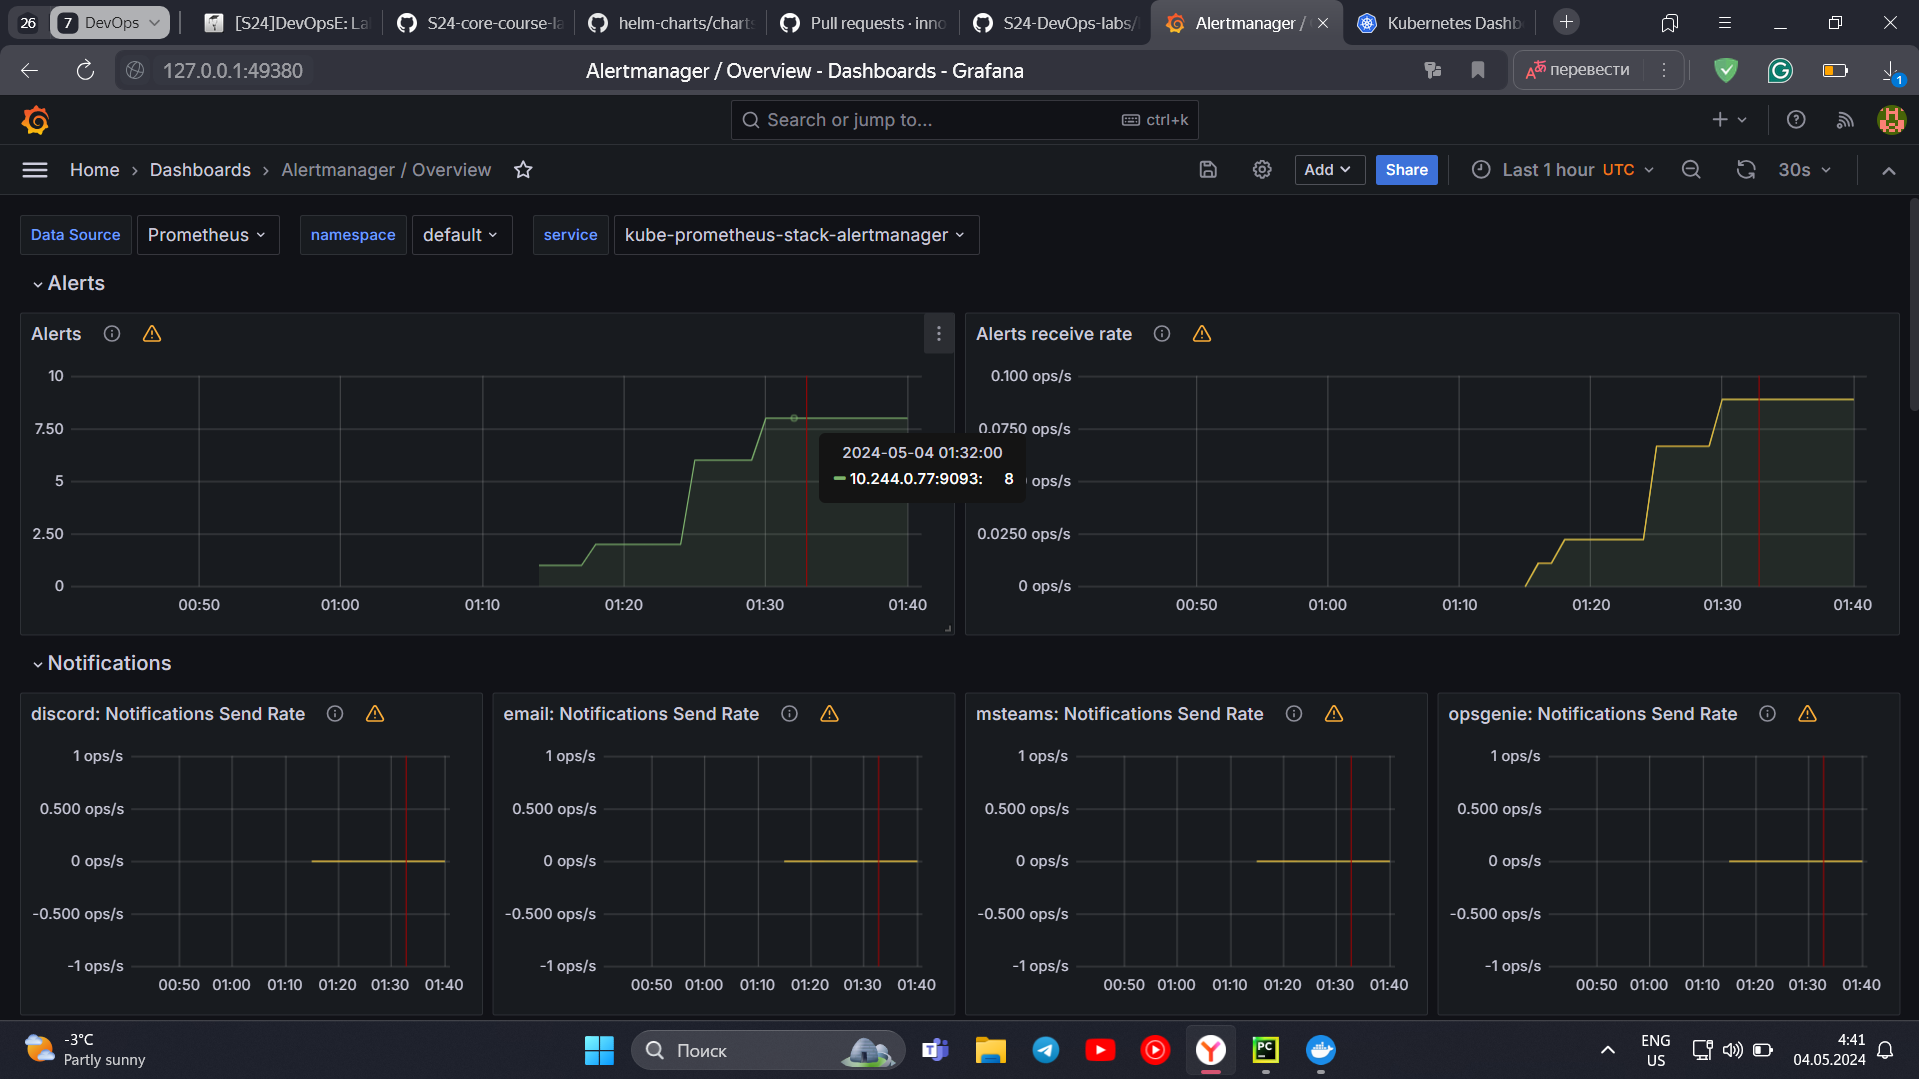 26
7 DevOps
[S24]DevOpsE: La
S24-core-course-la
helm-charts/charts
Pull requests · inno
S24-DevOps-labs/
Alertmanager /
Kubernetes Dashb
127.0.0.1:49380
Alertmanager / Overview - Dashboards - Grafana
перевести
1
Search or jump to...
ctrl+k
Home › Dashboards › Alertmanager / Overview
Add
Share
Last 1 hour UTC
30s
Data Source
Prometheus
namespace
default
service
kube-prometheus-stack-alertmanager
Alerts
Alerts
10
7.50
5
2.50
0
00:50 01:00 01:10 01:20 01:30 01:40
2024-05-04 01:32:00
10.244.0.77:9093: 8
Alerts receive rate
0.100 ops/s
0.0750 ops/s
ops/s
0.0250 ops/s
0 ops/s
00:50 01:00 01:10 01:20 01:30 01:40
Notifications
discord: Notifications Send Rate
1 ops/s
0.500 ops/s
0 ops/s
-0.500 ops/s
-1 ops/s
00:50 01:00 01:10 01:20 01:30 01:40
email: Notifications Send Rate
1 ops/s
0.500 ops/s
0 ops/s
-0.500 ops/s
-1 ops/s
00:50 01:00 01:10 01:20 01:30 01:40
msteams: Notifications Send Rate
1 ops/s
0.500 ops/s
0 ops/s
-0.500 ops/s
-1 ops/s
00:50 01:00 01:10 01:20 01:30 01:40
opsgenie: Notifications Send Rate
1 ops/s
0.500 ops/s
0 ops/s
-0.500 ops/s
-1 ops/s
00:50 01:00 01:10 01:20 01:30 01:40
-3°C
Partly sunny
Поиск
PC
ENG
US
4:41
04.05.2024